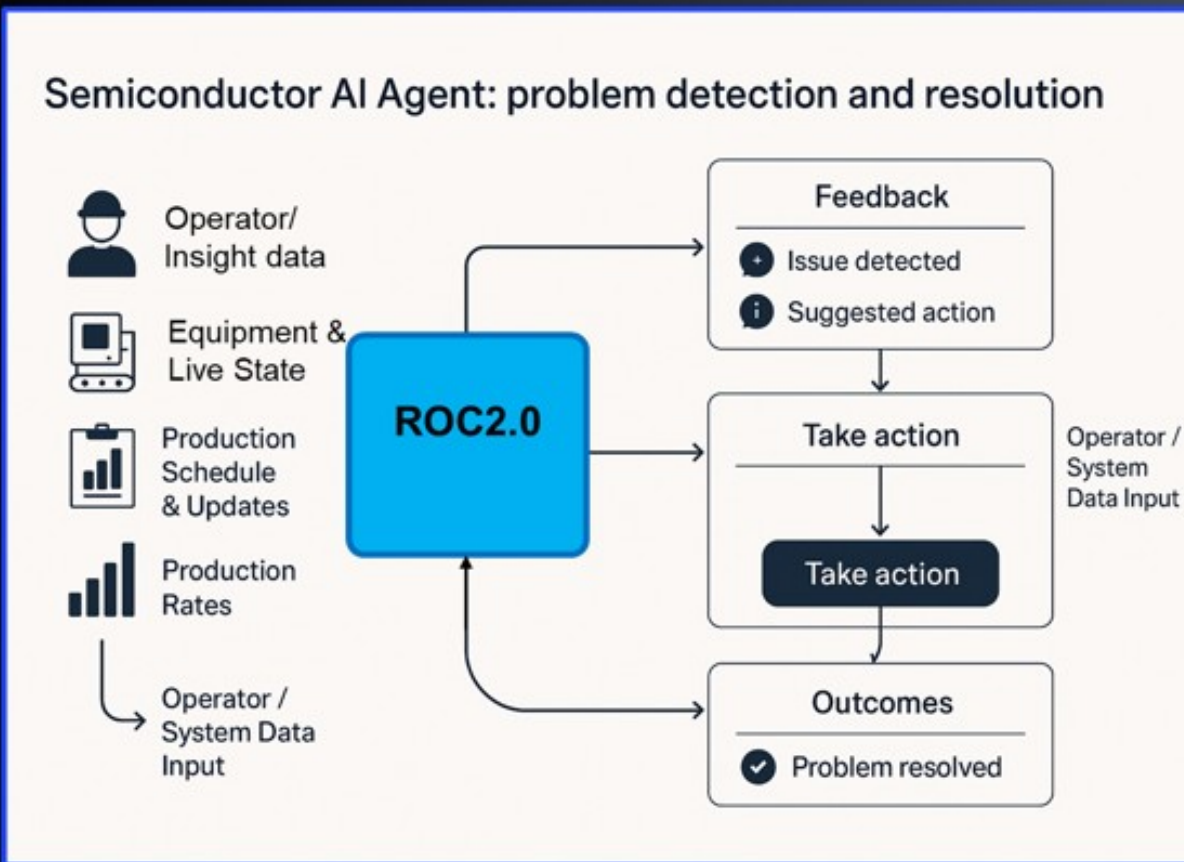 Semiconductor AI Agent: problem detection and resolution
Operator/
Insight data
Equipment &
Live State
Production
Schedule
& Updates
Production
Rates
Operator /
System Data
Input
ROC2.0
Feedback
Issue detected
Suggested action
Take action
Take action
Operator /
System
Data Input
Outcomes
Problem resolved